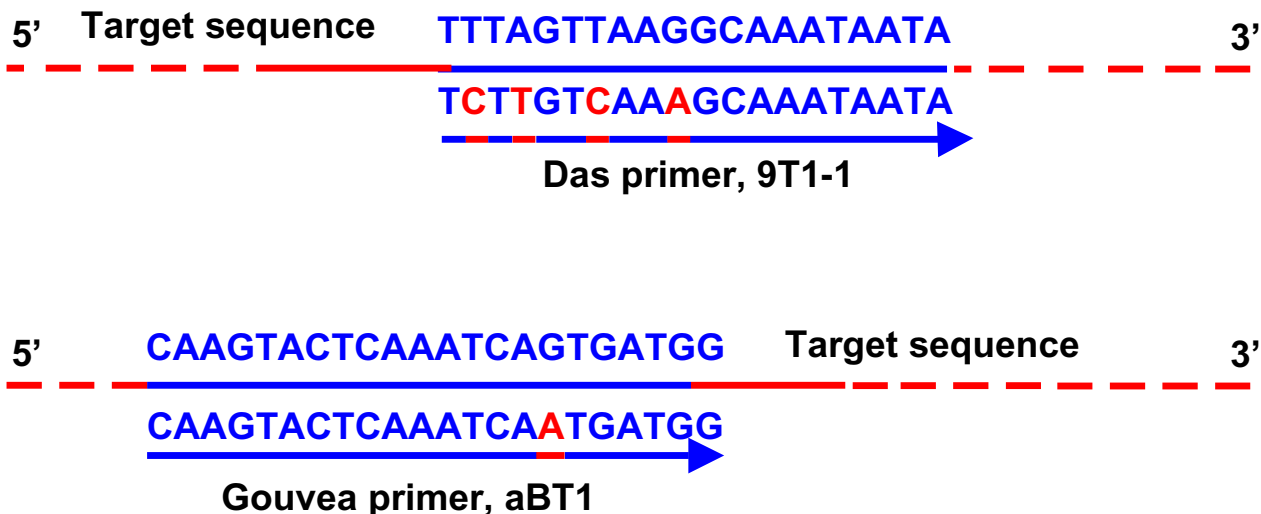 5’ Target sequence TTTAGTTAAGGCAAATAATA 3’
TCTTGTCAAAGCAAATAATA
Das primer, 9T1-1
5’ CAAGTACTCAAATCAGTGATGG Target sequence 3’
CAAGTACTCAAATCAATGATGG
Gouvea primer, aBT1